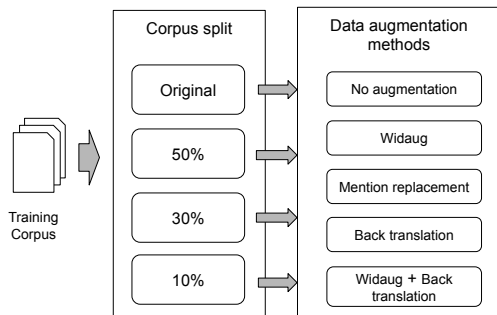 Training
Corpus
Corpus split
Original
50%
30%
10%
Data augmentation
methods
No augmentation
Widaug
Mention replacement
Back translation
Widaug + Back
translation